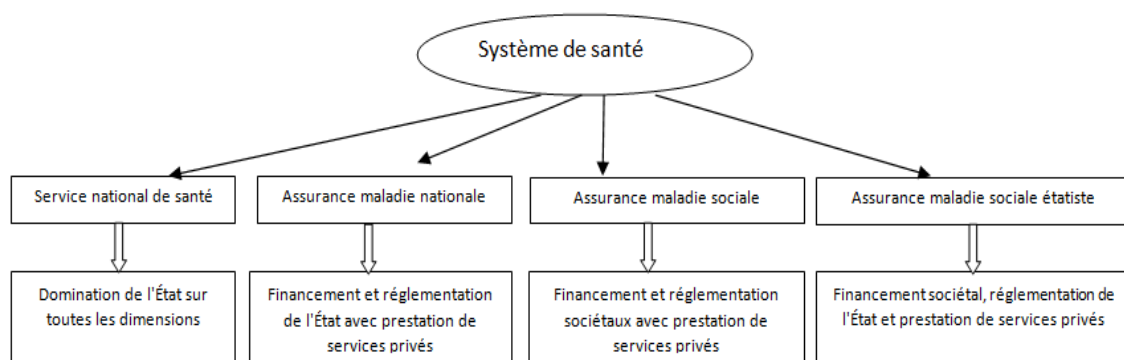 Système de santé
Service national de santé
Assurance maladie nationale
Assurance maladie sociale
Assurance maladie sociale étatiste
Domination de l'État sur
toutes les dimensions
Financement et réglementation
de l'État avec prestation de
services privés
Financement et réglementation
sociétaux avec prestation de
services privés
Financement sociétal, réglementation de
l'État et prestation de services privés